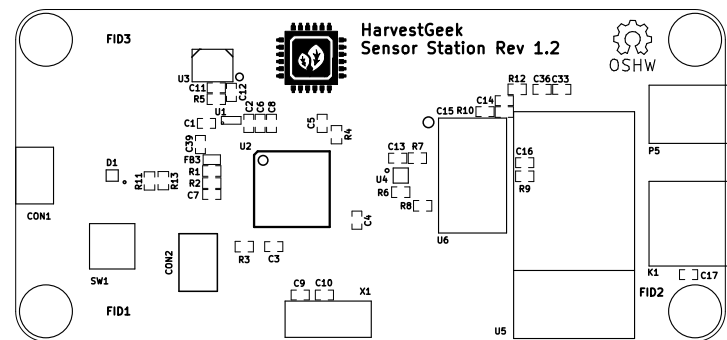 FID3
HarvestGeek
Sensor Station Rev 1.2
OSHW
U3
C11
C12
R5
R12
C36
C33
C14
R10
C15
U1
C2
C6
C8
C5
R4
C1
C39
U2
C13
R7
C16
P5
D1
R11
R13
FB3
R1
R2
C7
U4
R6
R8
R9
CON1
C4
U6
SW1
CON2
R3
C3
K1
C17
FID1
C9
C10
X1
FID2
U5